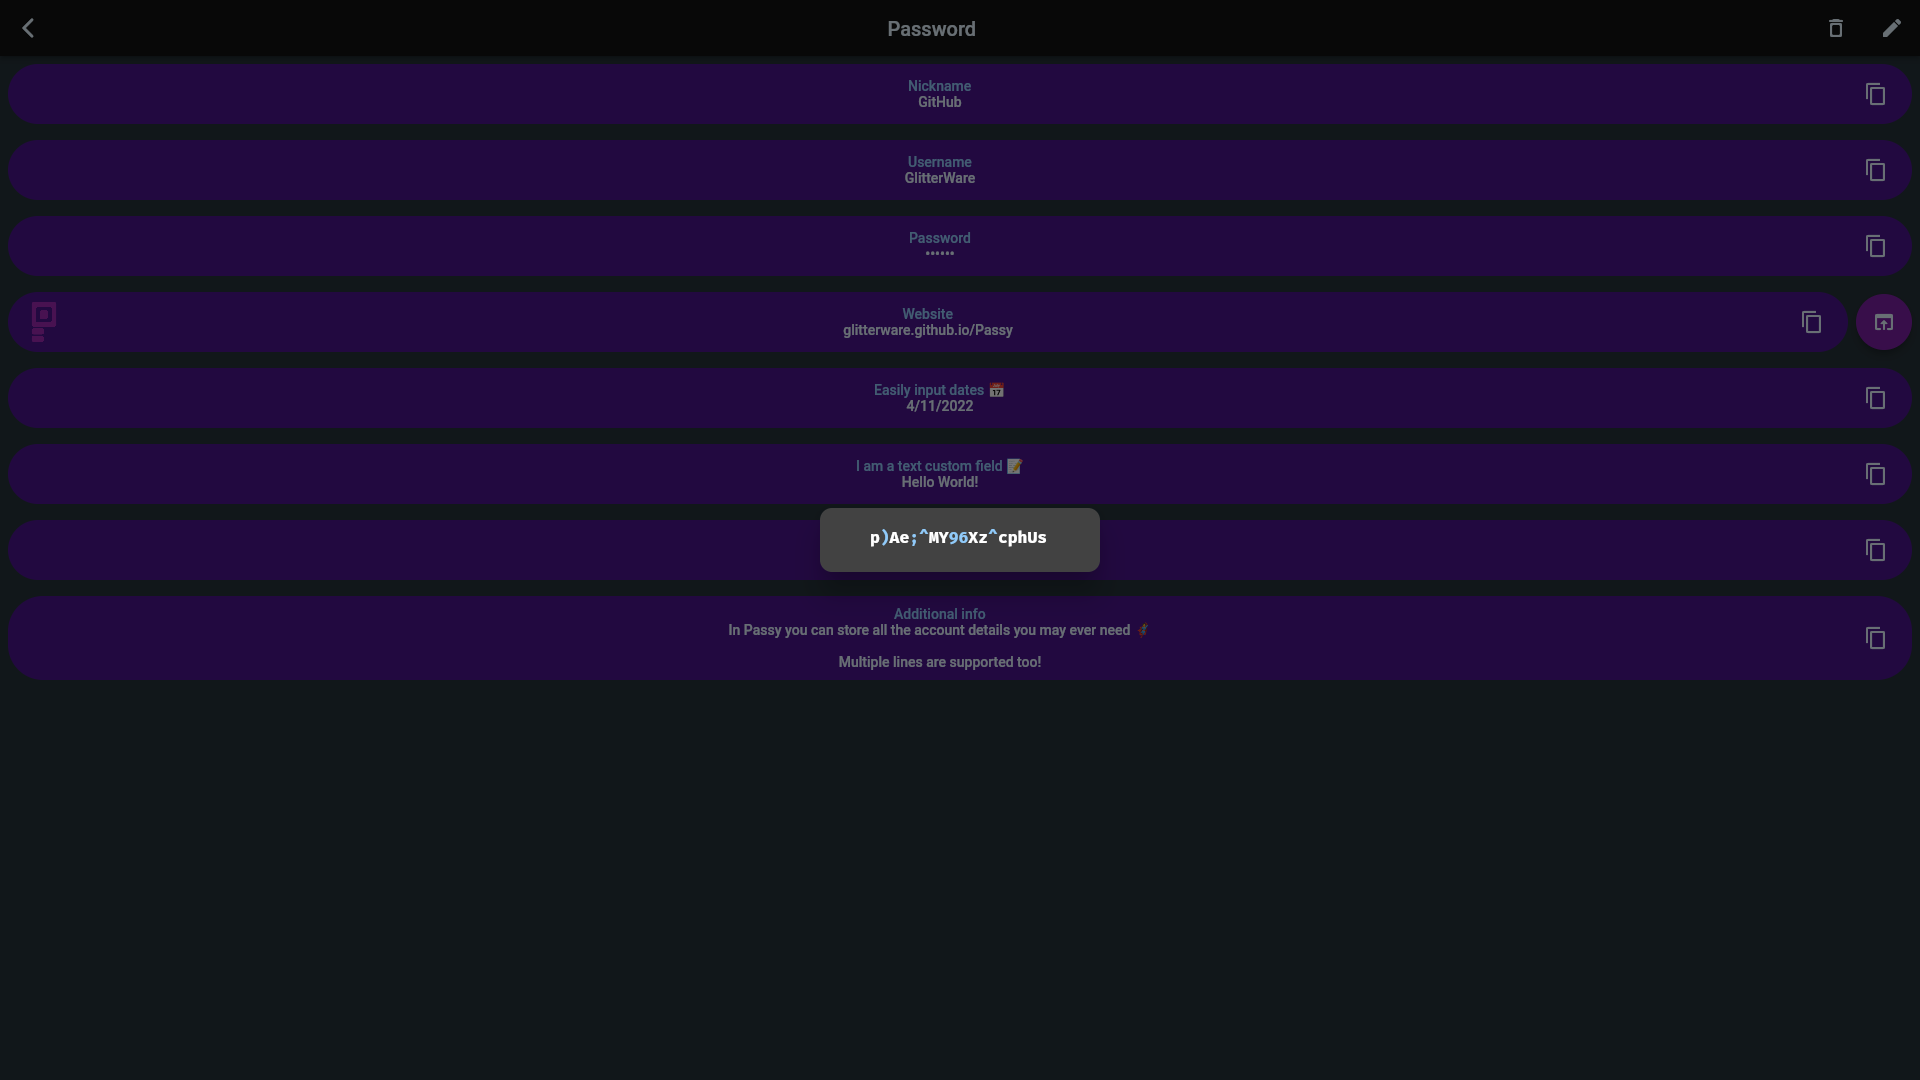 Password
Nickname
GitHub
Username
GlitterWare
Password
••••••
Website
glitterware.github.io/Passy
Easily input dates 📅
4/11/2022
I am a text custom field 📝
Hello World!
p)Ae;^MY96Xz^cphUs
Additional info
In Passy you can store all the account details you may ever need
Multiple lines are supported too!